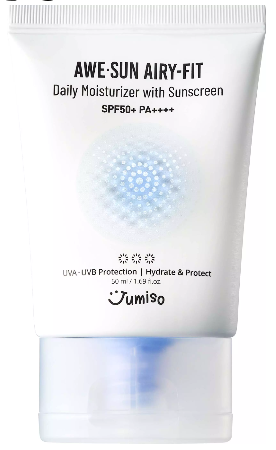 AWE·SUN AIRY-FIT
Daily Moisturizer with Sunscreen
SPF50+ PA++++
UVA·UVB Protection | Hydrate & Protect
50 ml / 1.69 fl.oz.
Jumiso